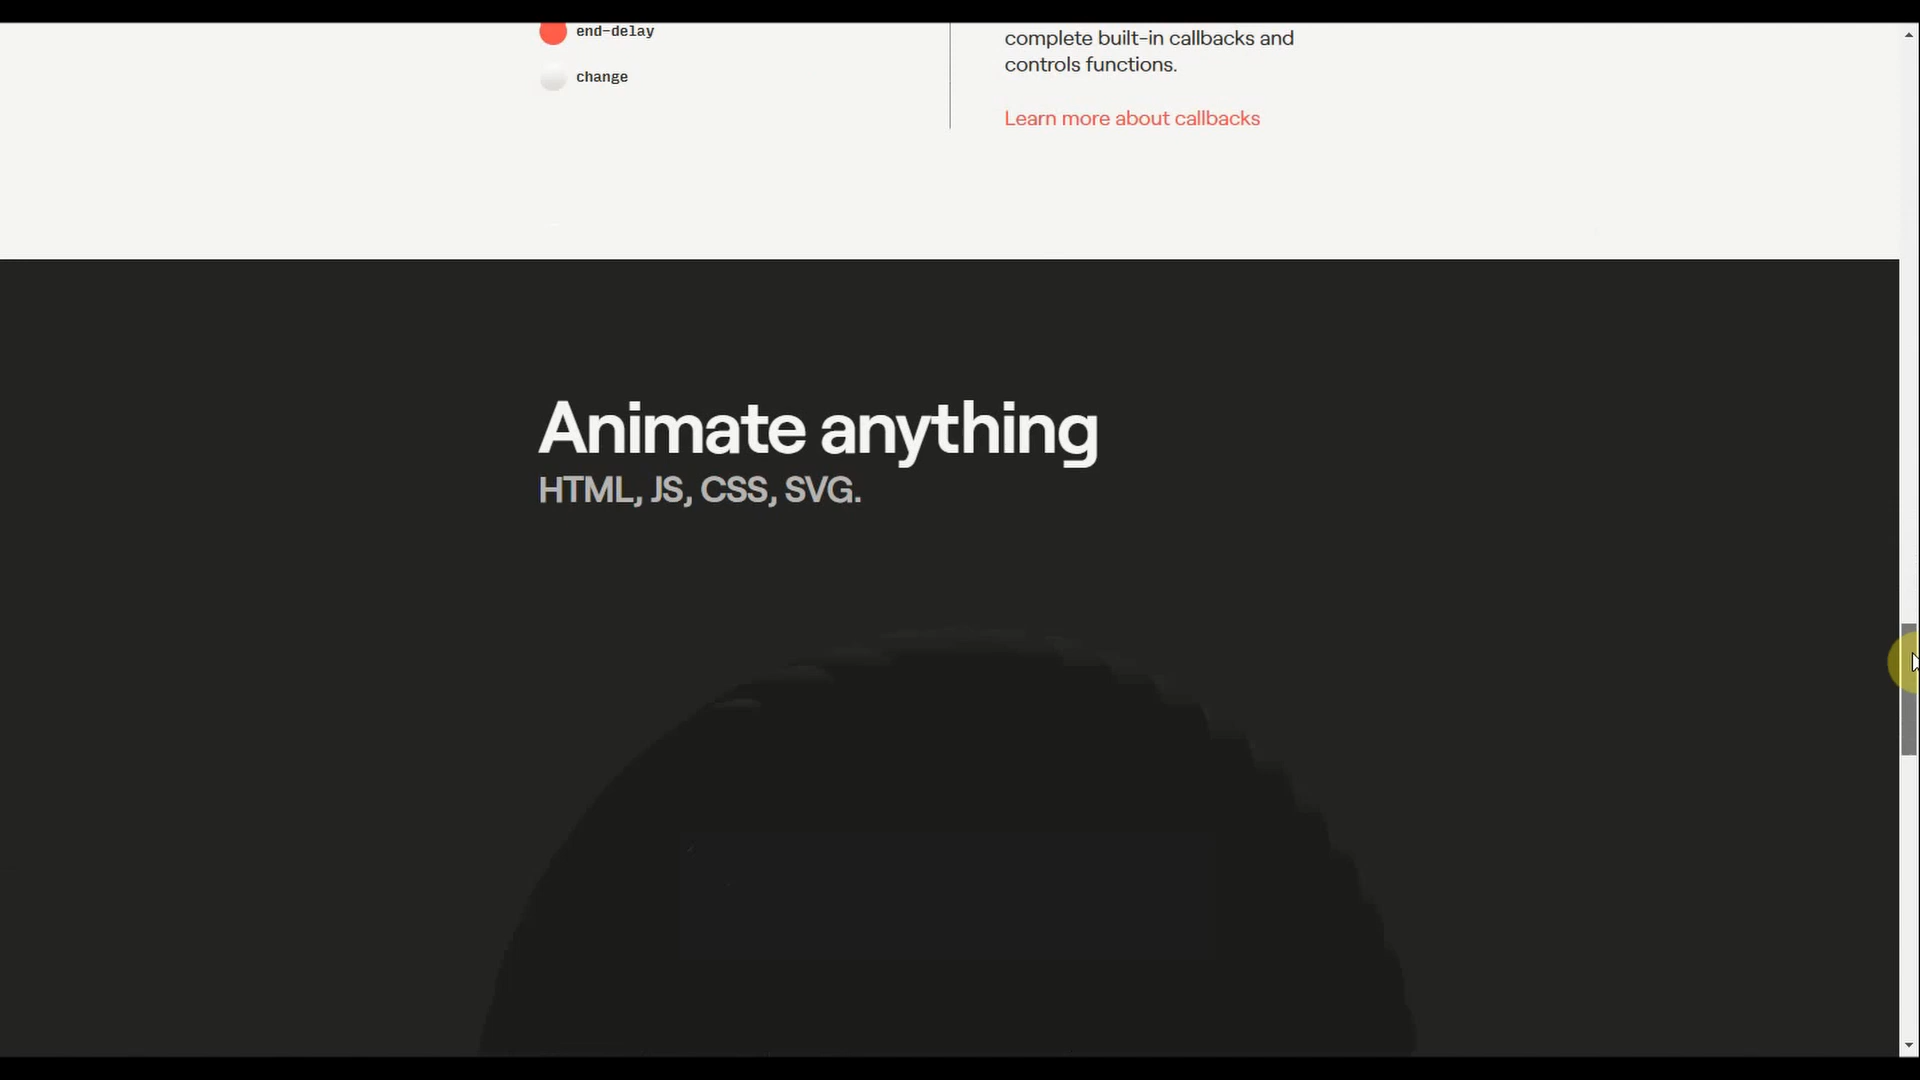 end-delay
change
complete built-in callbacks and
controls functions.
Learn more about callbacks
Animate anything
HTML, JS, CSS, SVG.